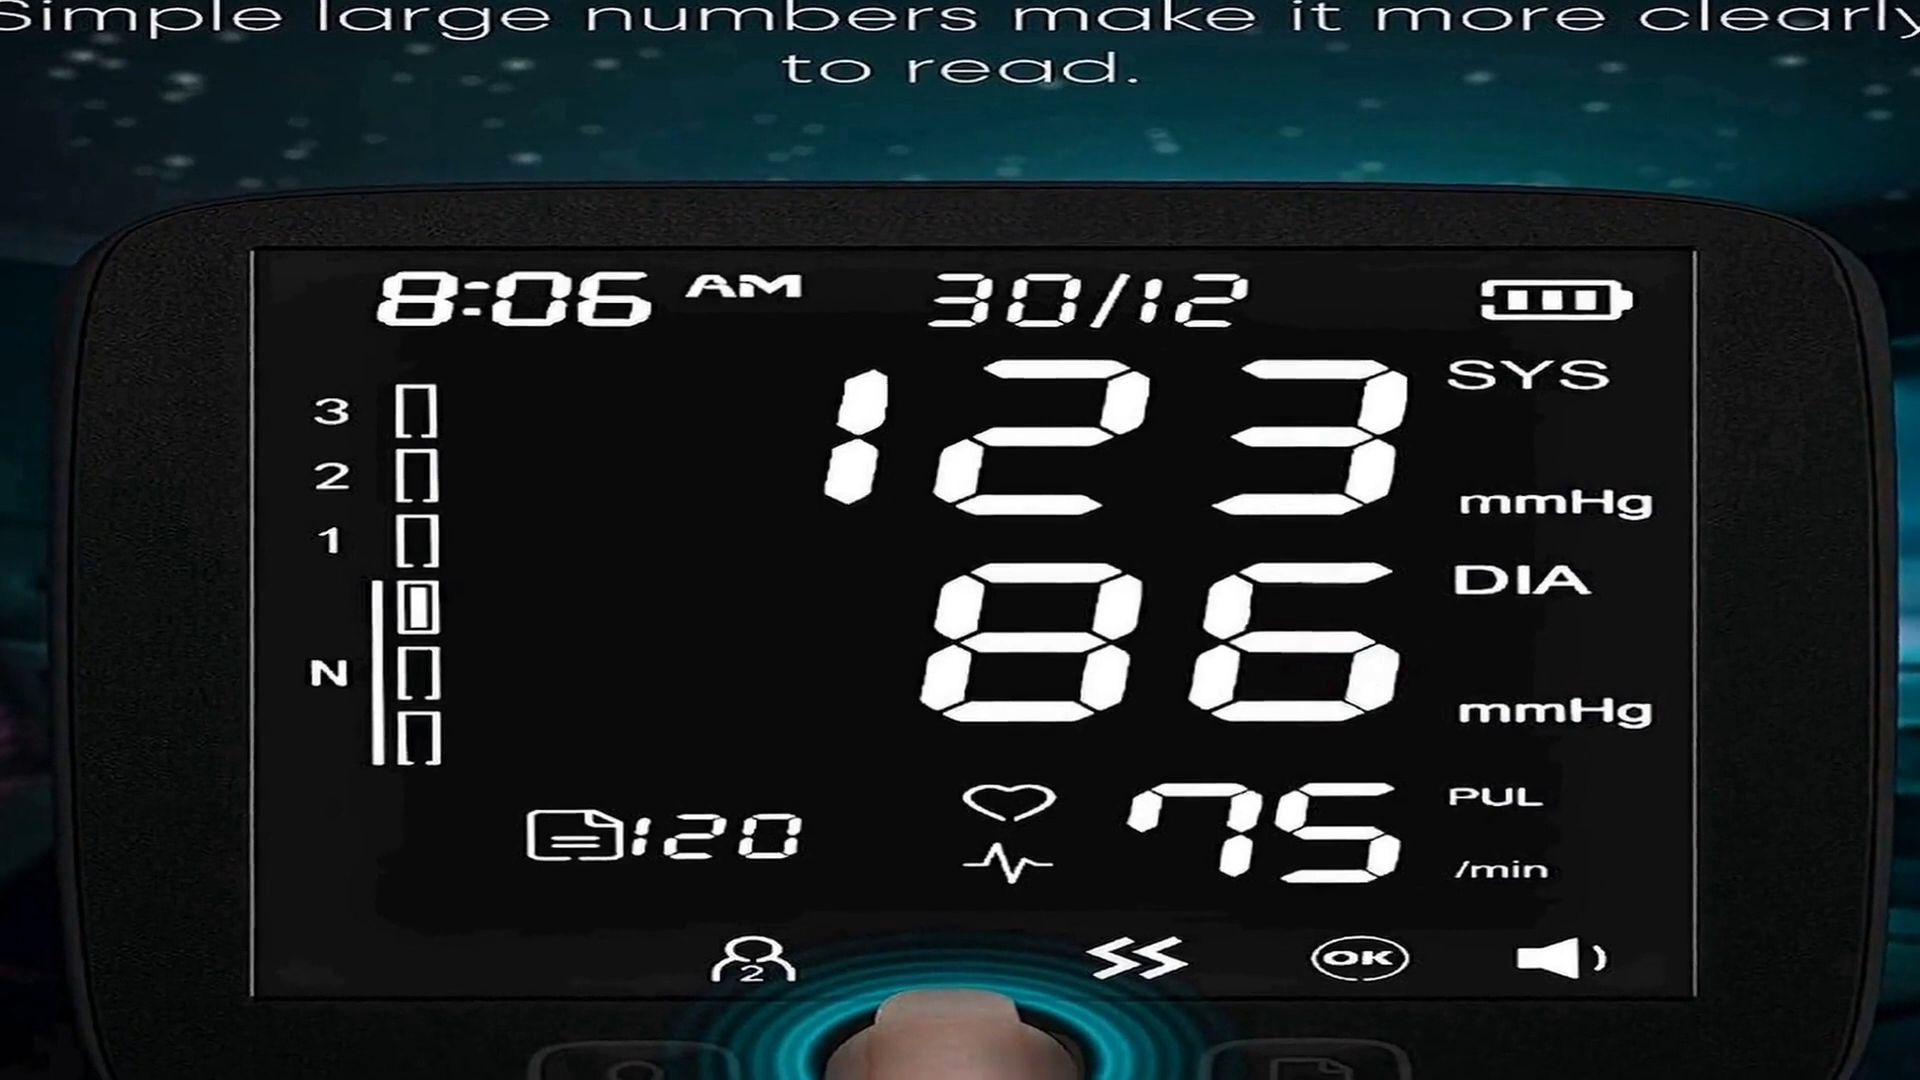 Simple large numbers make it more clearly
to read.
8:06 AM 30/12
3
2
1
N
123 SYS
mmHg
86 DIA
mmHg
120
75 PUL
/min
2
OK